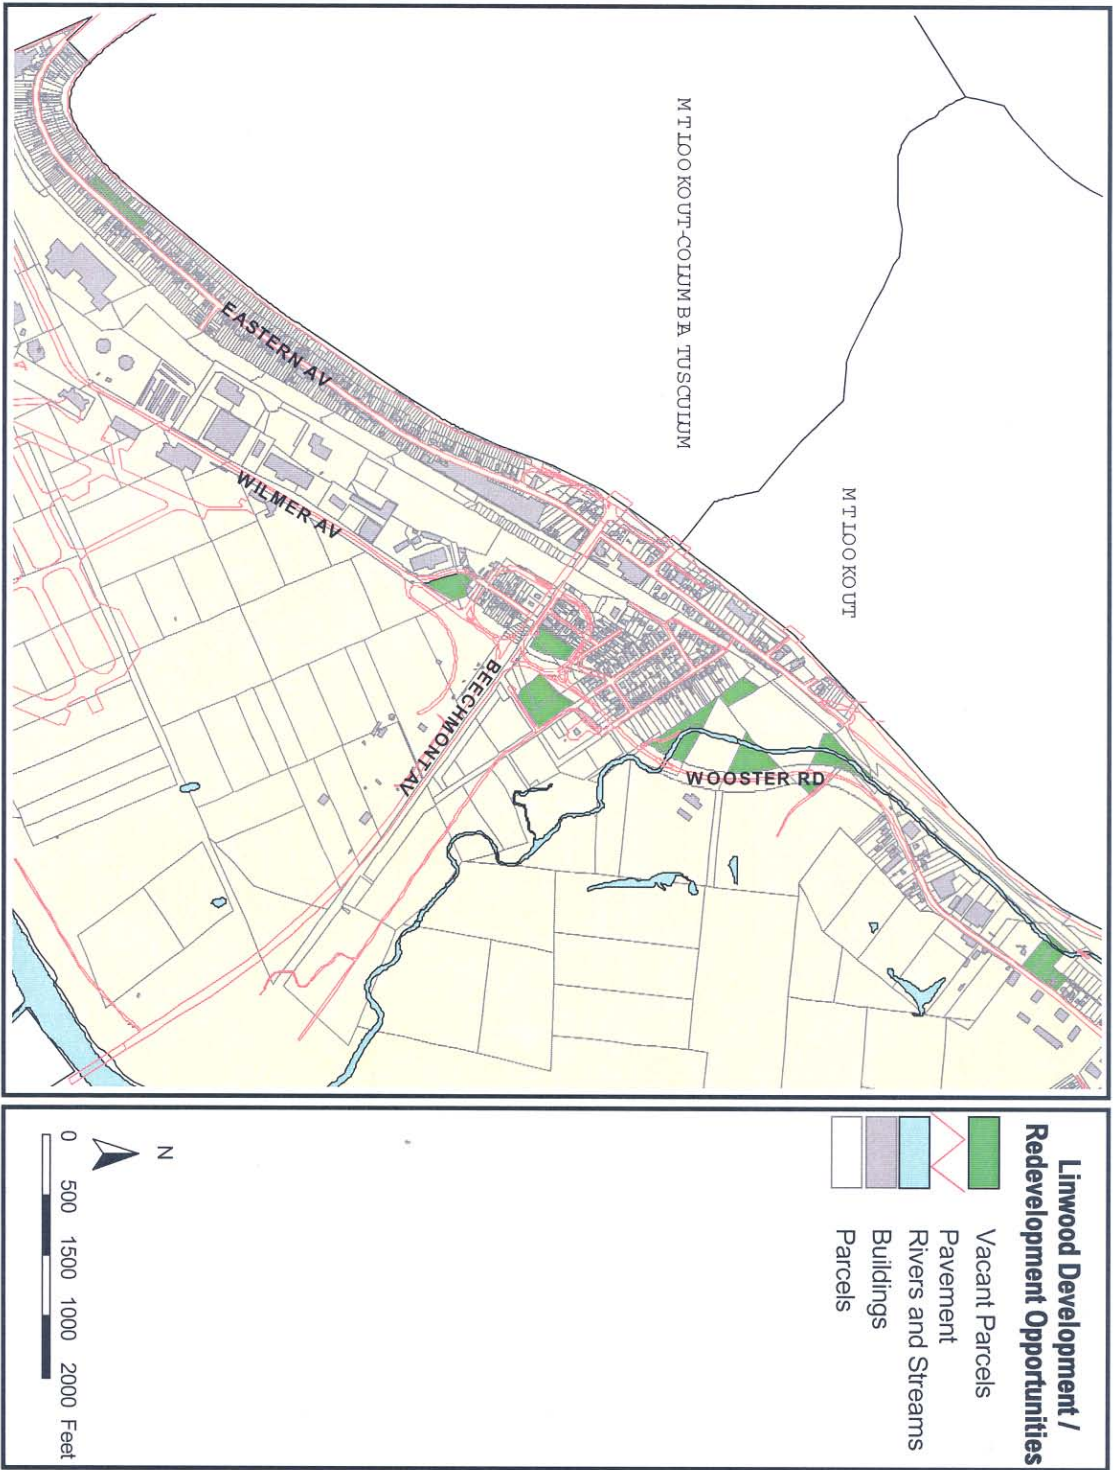 Linwood Development /
Redevelopment Opportunities
Vacant Parcels
Pavement
Rivers and Streams
Buildings
Parcels
N
0 500 1500 1000 2000 Feet
MT LOOKOUT
MT LOOKOUT-COLUMBIA TUSCULUM
WOOSTER RD
BEECHMONT AV
EASTERN AV
WILMER AV